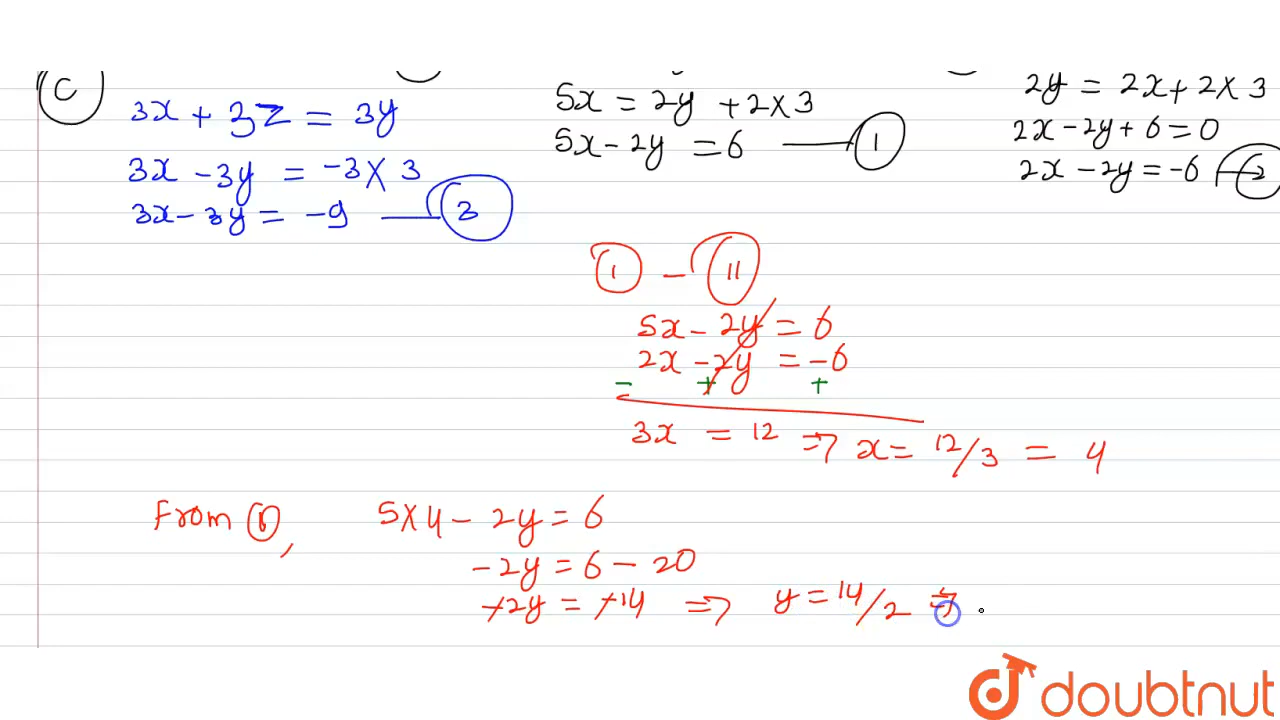 C
3x + 3z = 3y
3x - 3y = -3 × 3
3x - 3y = -9 — 3
5x = 2y + 2 × 3
5x - 2y = 6 — 1
2y = 2x + 2 × 3
2x - 2y + 6 = 0
2x - 2y = -6 — 2
1 - 11
5x - 2y = 6
2x - 2y = -6
- + +
3x = 12 ⇒ x = 12/3 = 4
From 1, 5 × 4 - 2y = 6
-2y = 6 - 20
-2y = -14 ⇒ y = 14/2 ⇒
doubtnut